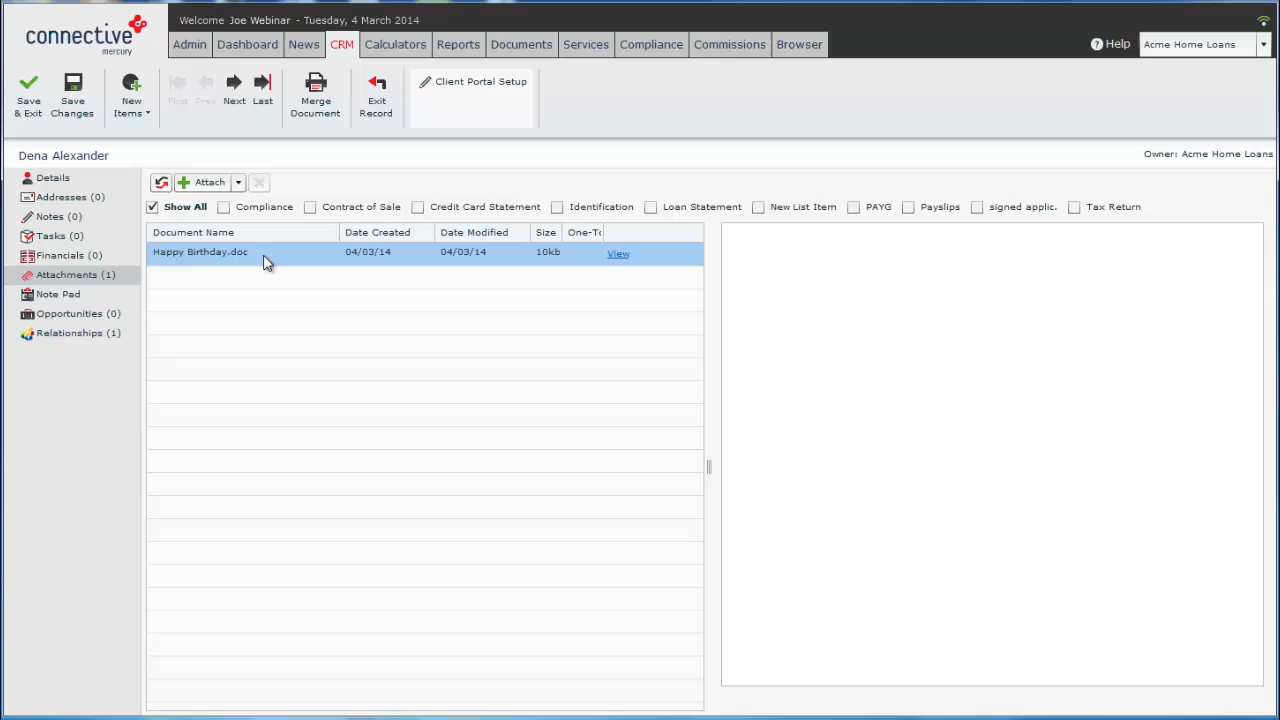 connective
mercury
Welcome Joe Webinar - Tuesday, 4 March 2014
Admin Dashboard News CRM Calculators Reports Documents Services Compliance Commissions Browser
Help
Acme Home Loans
Save & Exit
Save Changes
New Items
First
Prev
Next
Last
Merge Document
Exit Record
Client Portal Setup
Dena Alexander
Owner: Acme Home Loans
Details
Addresses (0)
Notes (0)
Tasks (0)
Financials (0)
Attachments (1)
Note Pad
Opportunities (0)
Relationships (1)
Attach
Show All Compliance Contract of Sale Credit Card Statement Identification Loan Statement New List Item PAYG Payslips signed applic. Tax Return
Document Name Date Created Date Modified Size One-To
Happy Birthday.doc 04/03/14 04/03/14 10kb View